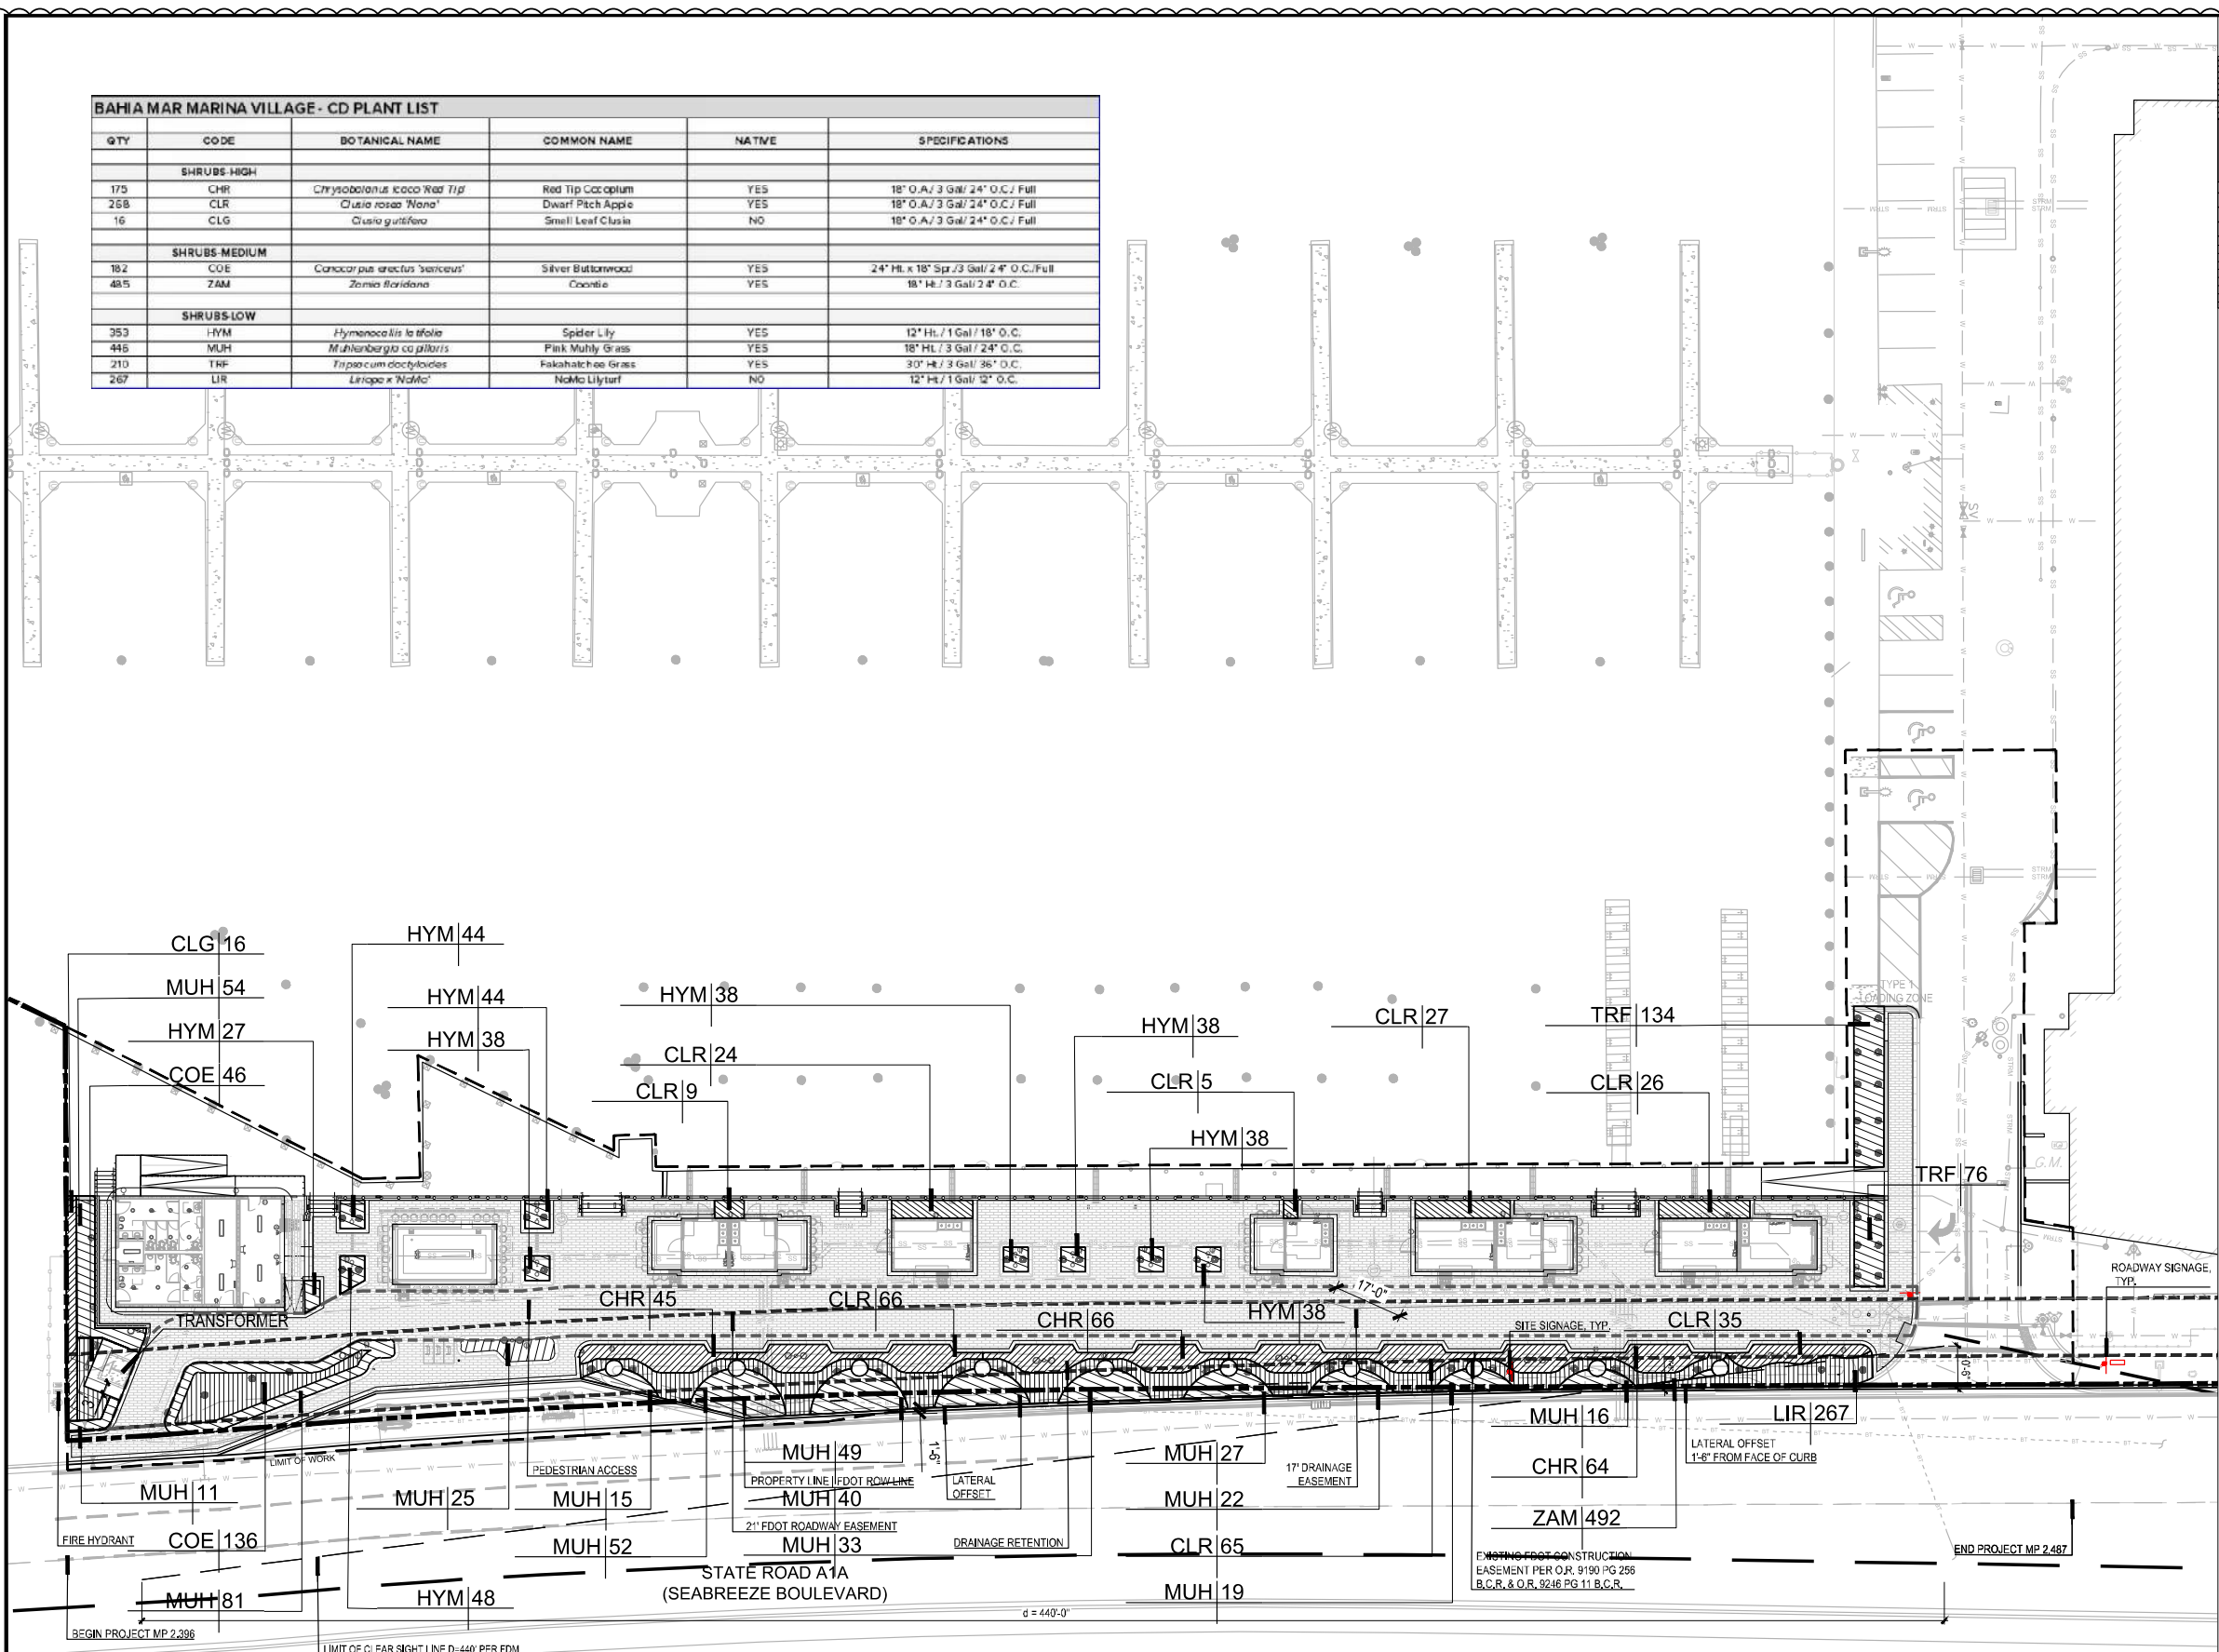 BAHIA MAR MARINA VILLAGE - CD PLANT LIST
QTY CODE BOTANICAL NAME COMMON NAME NATIVE SPECIFICATIONS
SHRUBS-HIGH
175 CHR Chrysobalanus icaco 'Red Tip' Red Tip Cocoplum YES 18" O.A./ 3 Gal/ 24" O.C./ Full
268 CLR Clusia rosea 'Nana' Dwarf Pitch Apple YES 18" O.A./ 3 Gal/ 24" O.C./ Full
16 CLG Clusia guttifera Small Leaf Clusia NO 18" O.A./ 3 Gal/ 24" O.C./ Full
SHRUBS-MEDIUM
182 COE Conocarpus erectus 'sericeus' Silver Buttonwood YES 24" Ht. x 18" Spr./3 Gal/ 24" O.C./Full
485 ZAM Zamia floridana Coontie YES 18" Ht./ 3 Gal/ 24" O.C.
SHRUBS-LOW
353 HYM Hymenocallis latifolia Spider Lily YES 12" Ht. / 1 Gal / 18" O.C.
446 MUH Muhlenbergia capillaris Pink Muhly Grass YES 18" Ht. / 3 Gal / 24" O.C.
210 TRF Tripsacum dactyloides Fakahatchee Grass YES 30" Ht./ 3 Gal/ 36" O.C.
267 LIR Liriope x 'NoMo' NoMo Lilyturf NO 12" Ht./ 1 Gal/ 12" O.C.
TYPE 1
LOADING ZONE
CLG 16
MUH 54
HYM 27
COE 46
HYM 44
HYM 44
HYM 38
HYM 38
CLR 24
CLR 9
HYM 38
CLR 5
HYM 38
CLR 27
TRF 134
CLR 26
TRF 76
G.M.
TRANSFORMER
CHR 45
CLR 66
CHR 66
HYM 38
17'-0"
SITE SIGNAGE, TYP.
CLR 35
ROADWAY SIGNAGE,
TYP.
LIMIT OF WORK
PEDESTRIAN ACCESS
MUH 49
PROPERTY LINE / FDOT ROW LINE
1'-6"
LATERAL
OFFSET
MUH 27
17' DRAINAGE
EASEMENT
MUH 16
LIR 267
LATERAL OFFSET
1'-6" FROM FACE OF CURB
CHR 64
MUH 11
MUH 25
MUH 15
MUH 40
MUH 22
ZAM 492
21' FDOT ROADWAY EASEMENT
FIRE HYDRANT
COE 136
MUH 52
MUH 33
DRAINAGE RETENTION
CLR 65
EXISTING FDOT CONSTRUCTION
EASEMENT PER O.R. 9190 PG 256
B.C.R. & O.R. 9246 PG 11 B.C.R.
END PROJECT MP 2.487
STATE ROAD A1A
(SEABREEZE BOULEVARD)
MUH 81
HYM 48
MUH 19
d = 440'-0"
BEGIN PROJECT MP 2.396
LIMIT OF CLEAR SIGHT LINE D=440' PER FDM